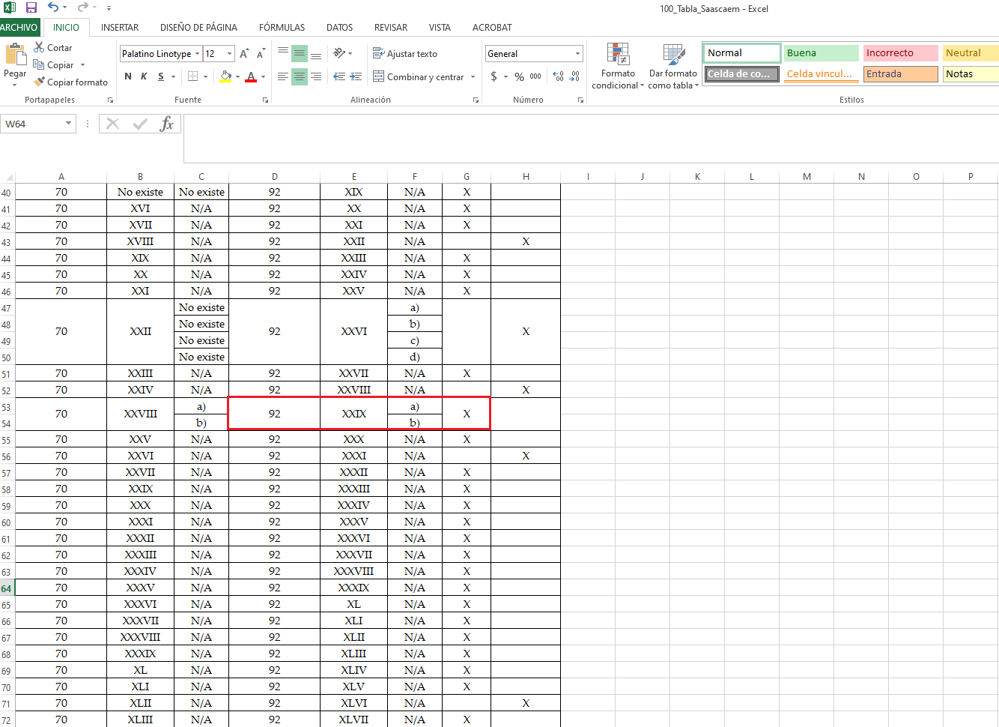 100_Tabla_Saascaem - Excel
ARCHIVO INICIO INSERTAR DISEÑO DE PÁGINA FÓRMULAS DATOS REVISAR VISTA ACROBAT
Pegar
Cortar
Copiar
Copiar formato
Portapapeles
Palatino Linotype 12
N K S
Fuente
Ajustar texto
Combinar y centrar
Alineación
General
$ % 000
Número
Formato condicional
Dar formato como tabla
Normal Buena Incorrecto Neutral
Celda de co... Celda vincul... Entrada Notas
Estilos
W64 fx
A B C D E F G H I J K L M N O P
40 70 No existe No existe 92 XIX N/A X
41 70 XVI N/A 92 XX N/A X
42 70 XVII N/A 92 XXI N/A X
43 70 XVIII N/A 92 XXII N/A X
44 70 XIX N/A 92 XXIII N/A X
45 70 XX N/A 92 XXIV N/A X
46 70 XXI N/A 92 XXV N/A X
47 No existe a)
48 70 XXII No existe 92 XXVI b) X
49 No existe c)
50 No existe d)
51 70 XXIII N/A 92 XXVII N/A X
52 70 XXIV N/A 92 XXVIII N/A X
53 70 XXVIII a) 92 XXIX a) X
54 b) b)
55 70 XXV N/A 92 XXX N/A X
56 70 XXVI N/A 92 XXXI N/A X
57 70 XXVII N/A 92 XXXII N/A X
58 70 XXIX N/A 92 XXXIII N/A X
59 70 XXX N/A 92 XXXIV N/A X
60 70 XXXI N/A 92 XXXV N/A X
61 70 XXXII N/A 92 XXXVI N/A X
62 70 XXXIII N/A 92 XXXVII N/A X
63 70 XXXIV N/A 92 XXXVIII N/A X
64 70 XXXV N/A 92 XXXIX N/A X
65 70 XXXVI N/A 92 XL N/A X
66 70 XXXVII N/A 92 XLI N/A X
67 70 XXXVIII N/A 92 XLII N/A X
68 70 XXXIX N/A 92 XLIII N/A X
69 70 XL N/A 92 XLIV N/A X
70 70 XLI N/A 92 XLV N/A X
71 70 XLII N/A 92 XLVI N/A X
72 70 XLIII N/A 92 XLVII N/A X